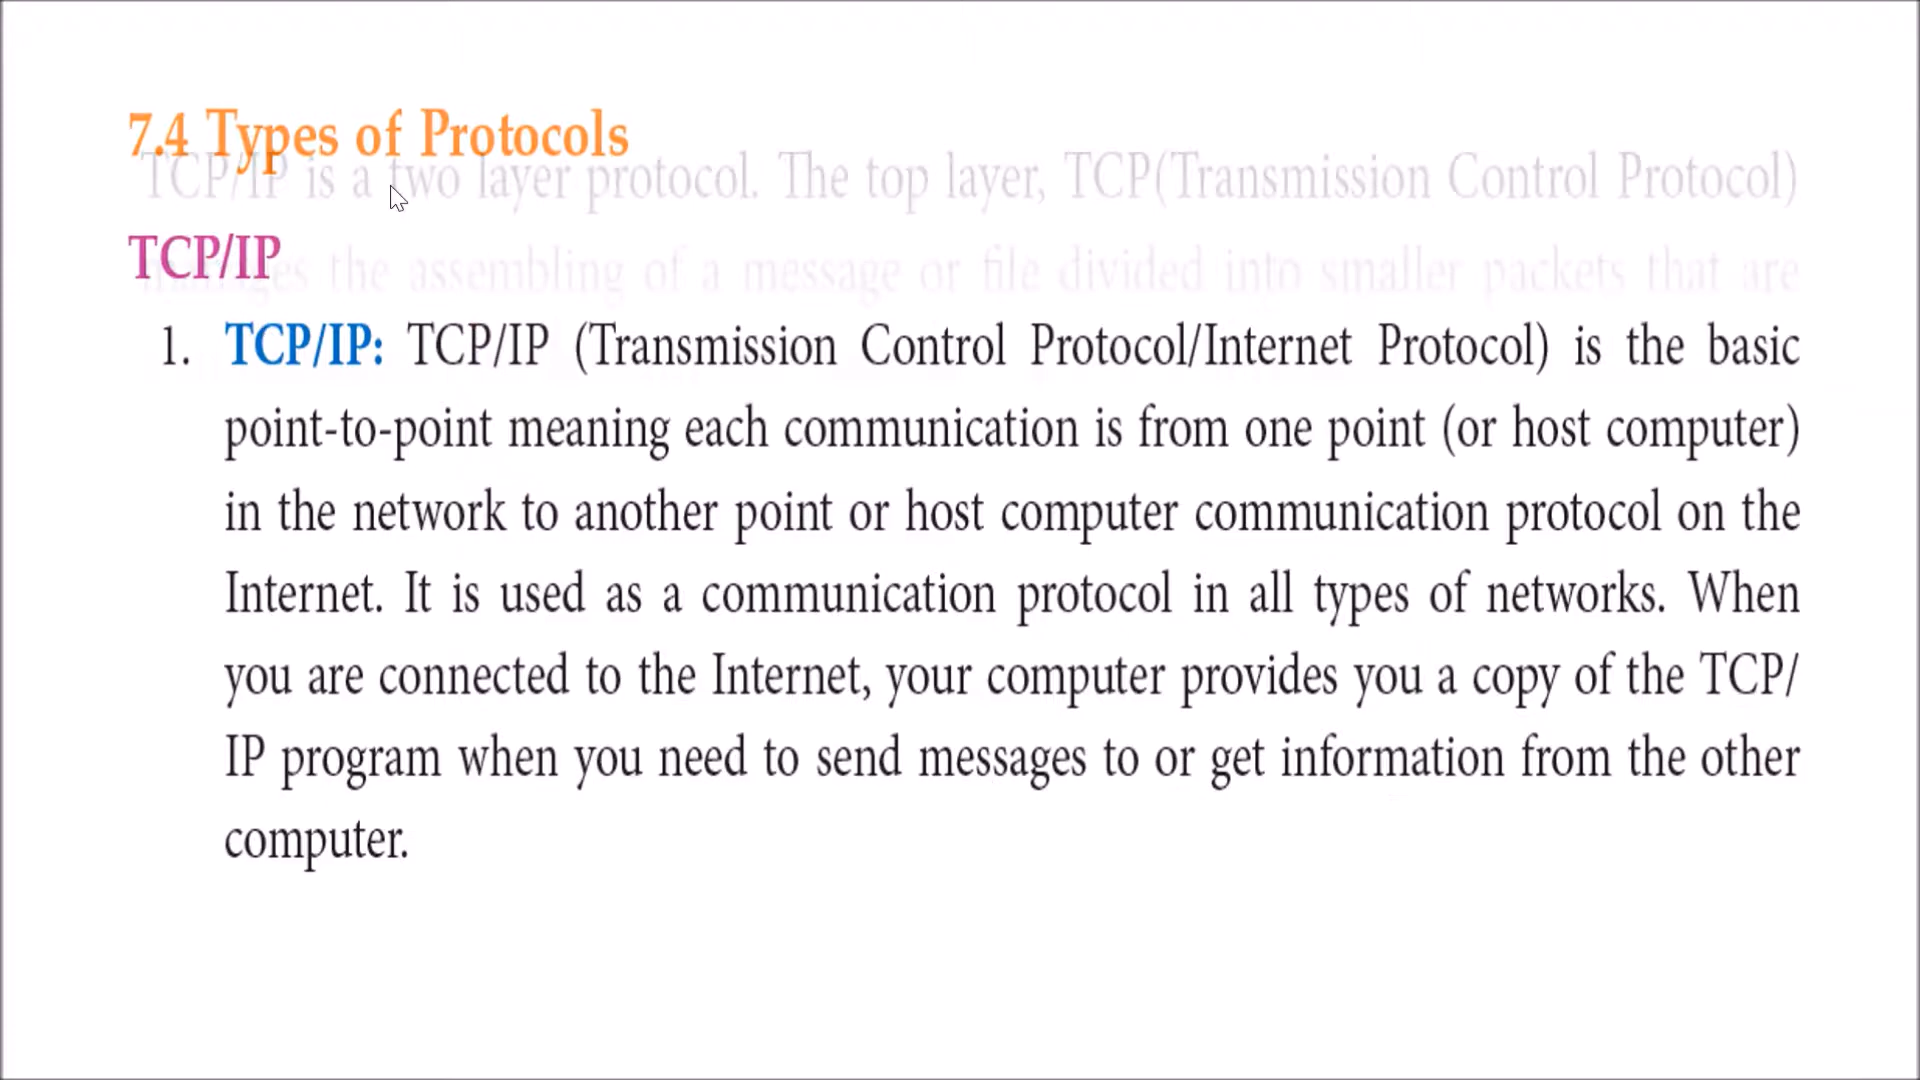 7.4 Types of Protocols
TCP/IP is a two layer protocol. The top layer, TCP(Transmission Control Protocol)
TCP/IP
the assembling of a message or file divided into smaller packets that are
1. TCP/IP: TCP/IP (Transmission Control Protocol/Internet Protocol) is the basic
point-to-point meaning each communication is from one point (or host computer)
in the network to another point or host computer communication protocol on the
Internet. It is used as a communication protocol in all types of networks. When
you are connected to the Internet, your computer provides you a copy of the TCP/
IP program when you need to send messages to or get information from the other
computer.